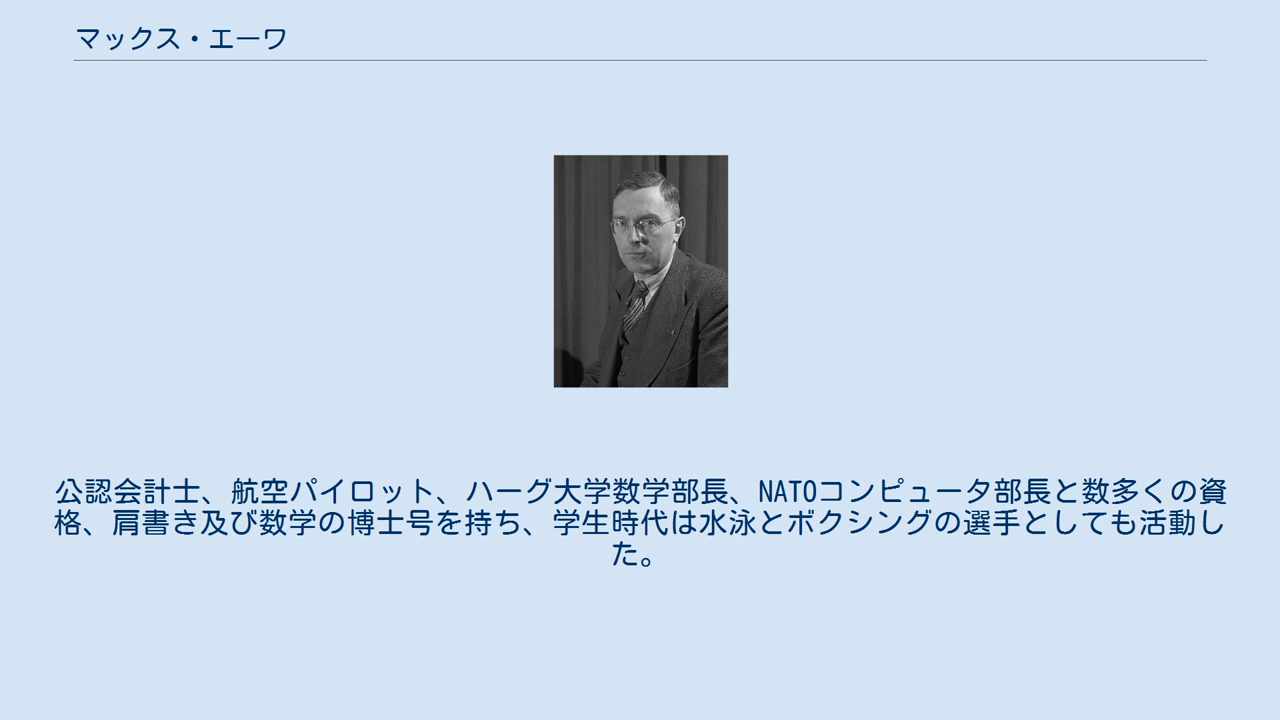 マックス・エーワ
公認会計士、航空パイロット、ハーグ大学数学部長、NATOコンピュータ部長と数多くの資
格、肩書き及び数学の博士号を持ち、学生時代は水泳とボクシングの選手としても活動し
た。